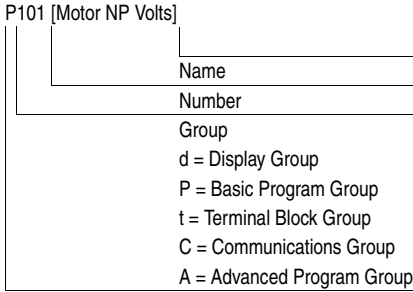 P101 [Motor NP Volts]
Name
Number
Group
d = Display Group
P = Basic Program Group
t = Terminal Block Group
C = Communications Group
A = Advanced Program Group